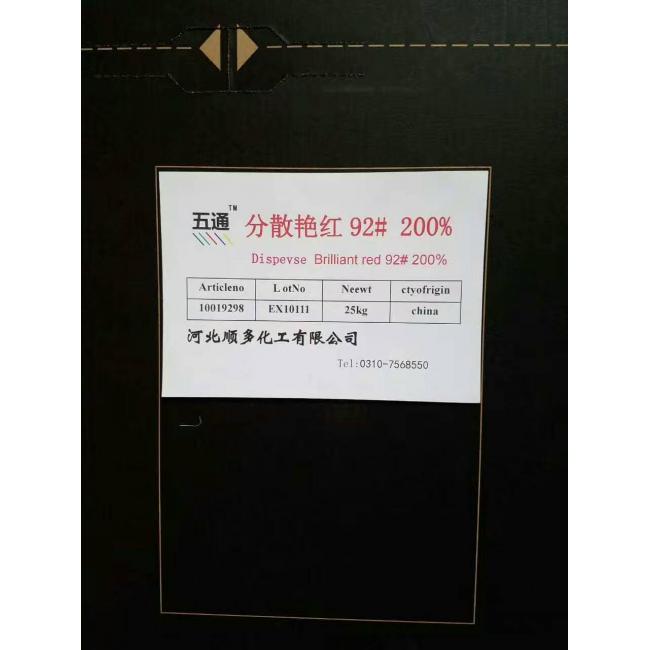 五通™ 分散艳红 92# 200%
Dispevse Brilliant red 92# 200%
Articleno LotNo Neewt ctyofrigin
10019298 EX10111 25kg china
河北顺多化工有限公司
Tel:0310-7568550